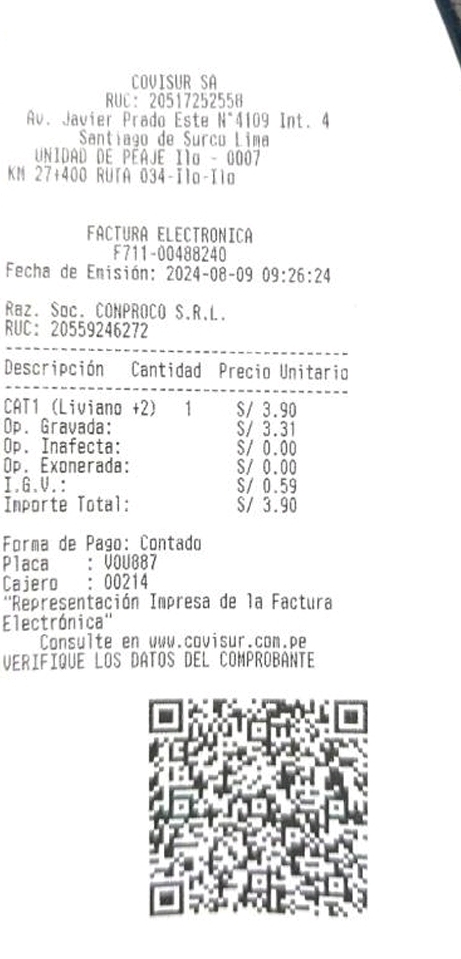 COVISUR SA
RUC: 20517252558
Av. Javier Prado Este N°4109 Int. 4
Santiago de Surco Lima
UNIDAD DE PEAJE Ilo - 0007
KM 27+400 RUTA 034-Ilo-Ilo
FACTURA ELECTRONICA
F711-00488240
Fecha de Emisión: 2024-08-09 09:26:24
Raz. Soc. CONPROCO S.R.L.
RUC: 20559246272
Descripción Cantidad Precio Unitario
CAT1 (Liviano +2) 1 S/ 3.90
Op. Gravada: S/ 3.31
Op. Inafecta: S/ 0.00
Op. Exonerada: S/ 0.00
I.G.V.: S/ 0.59
Importe Total: S/ 3.90
Forma de Pago: Contado
Placa : VOU887
Cajero : 00214
"Representación Impresa de la Factura
Electrónica"
Consulte en www.covisur.com.pe
VERIFIQUE LOS DATOS DEL COMPROBANTE